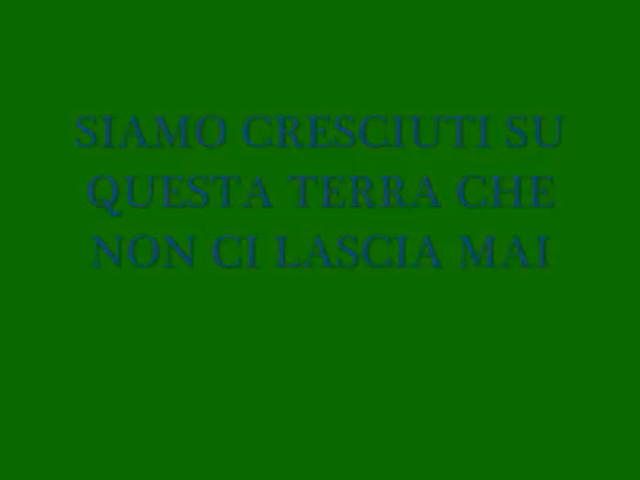 SIAMO CRESCIUTI SU
QUESTA TERRA CHE
NON CI LASCIA MAI